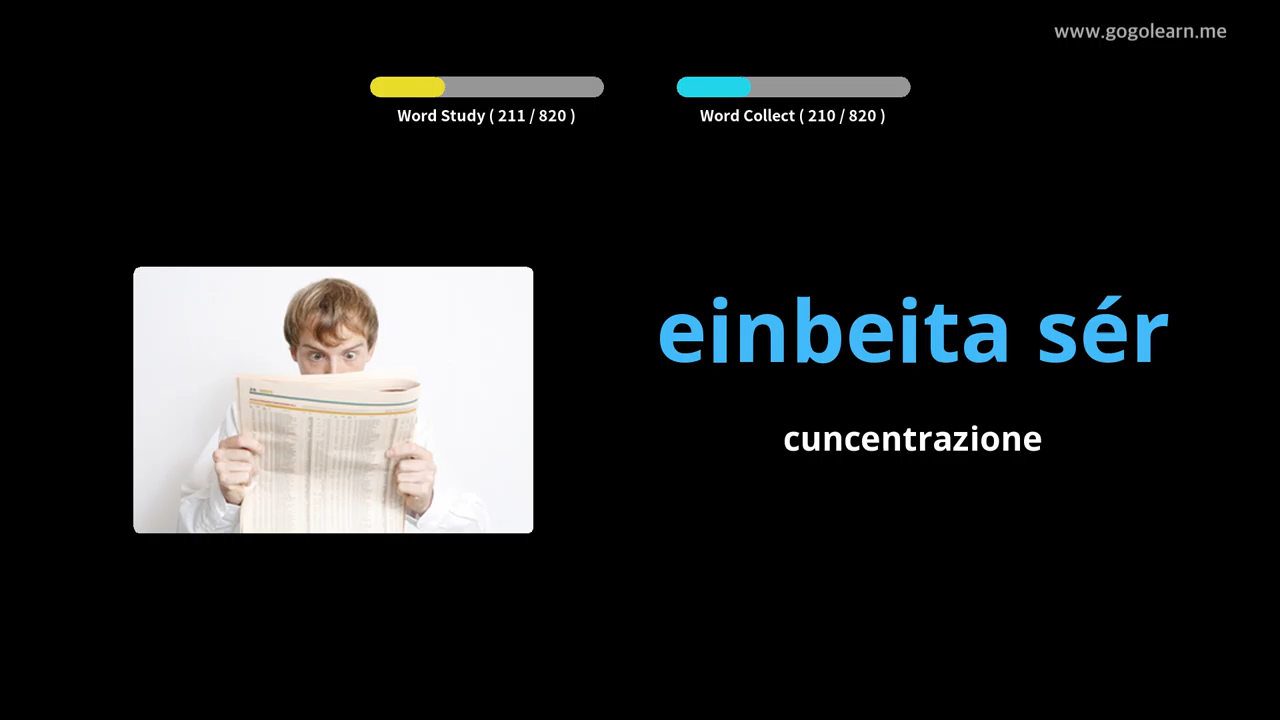 www.gogolearn.me
Word Study ( 211 / 820 )
Word Collect ( 210 / 820 )
einbeita sér
cuncentrazione